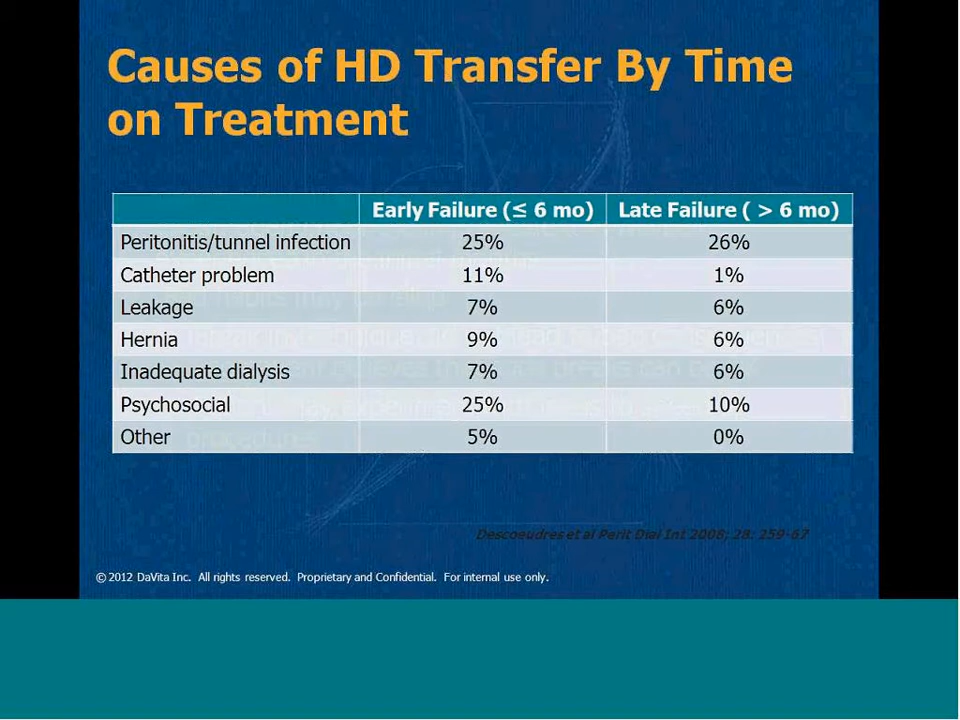 Causes of HD Transfer By Time
on Treatment
Early Failure (≤ 6 mo) Late Failure ( > 6 mo)
Peritonitis/tunnel infection 25% 26%
Catheter problem 11% 1%
Leakage 7% 6%
Hernia 9% 6%
Inadequate dialysis 7% 6%
Psychosocial 25% 10%
Other 5% 0%
Descoeudres et al Perit Dial Int 2008; 28: 259-67
© 2012 DaVita Inc. All rights reserved. Proprietary and Confidential. For internal use only.